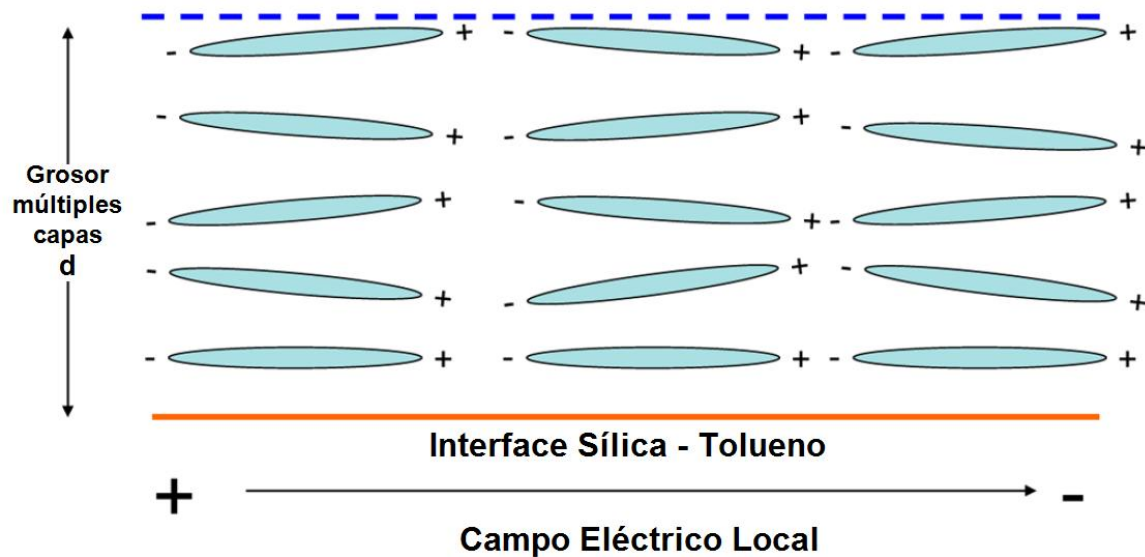 - + - + - +
- + - + - +
Grosor
múltiples
capas
d
- + - + - +
- + - + - +
- + - + - +
Interface Sílica - Tolueno
+ -
Campo Eléctrico Local